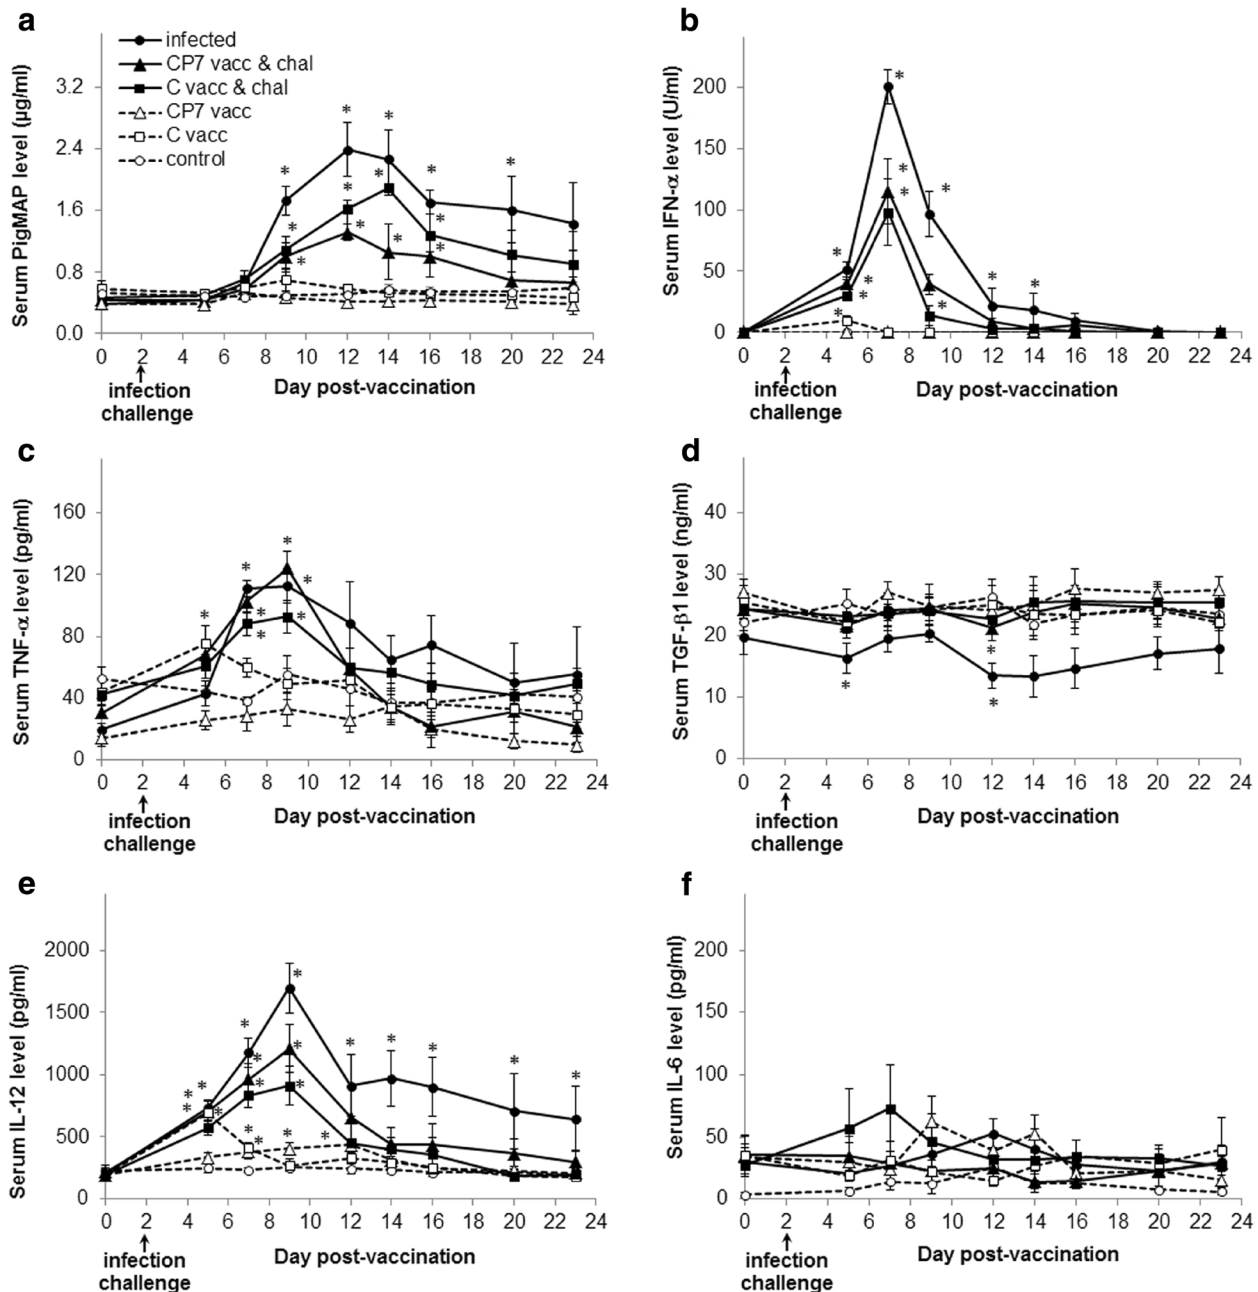 a
infected
CP7 vacc & chal
C vacc & chal
CP7 vacc
C vacc
control
Serum PigMAP level (µg/ml)
3.2
2.4
1.6
0.8
0.0
0 2 4 6 8 10 12 14 16 18 20 22 24
infection
challenge
Day post-vaccination
b
Serum IFN-α level (U/ml)
200
150
100
50
0
0 2 4 6 8 10 12 14 16 18 20 22 24
infection
challenge
Day post-vaccination
c
Serum TNF-α level (pg/ml)
160
120
80
40
0
0 2 4 6 8 10 12 14 16 18 20 22 24
infection
challenge
Day post-vaccination
d
Serum TGF-β1 level (ng/ml)
40
30
20
10
0
0 2 4 6 8 10 12 14 16 18 20 22 24
infection
challenge
Day post-vaccination
e
Serum IL-12 level (pg/ml)
2000
1500
1000
500
0
0 2 4 6 8 10 12 14 16 18 20 22 24
infection
challenge
Day post-vaccination
f
Serum IL-6 level (pg/ml)
200
150
100
50
0
0 2 4 6 8 10 12 14 16 18 20 22 24
infection
challenge
Day post-vaccination